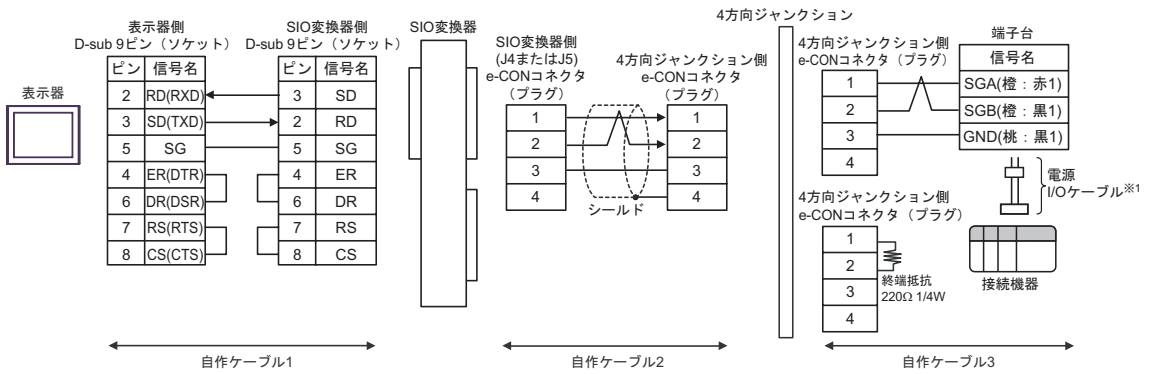 表示器
表示器側
D-sub 9ピン（ソケット）
ピン 信号名
2 RD(RXD)
3 SD(TXD)
5 SG
4 ER(DTR)
6 DR(DSR)
7 RS(RTS)
8 CS(CTS)
SIO変換器側
D-sub 9ピン（ソケット）
ピン 信号名
3 SD
2 RD
5 SG
4 ER
6 DR
7 RS
8 CS
自作ケーブル1
SIO変換器
SIO変換器側
(J4またはJ5)
e-CONコネクタ
（プラグ）
1
2
3
4
シールド
4方向ジャンクション側
e-CONコネクタ
（プラグ）
1
2
3
4
自作ケーブル2
4方向ジャンクション
4方向ジャンクション側
e-CONコネクタ（プラグ）
1
2
3
4
端子台
信号名
SGA(橙：赤1)
SGB(橙：黒1)
GND(桃：黒1)
電源
I/Oケーブル※1
接続機器
4方向ジャンクション側
e-CONコネクタ（プラグ）
1
2
3
4
終端抵抗
220Ω 1/4W
自作ケーブル3